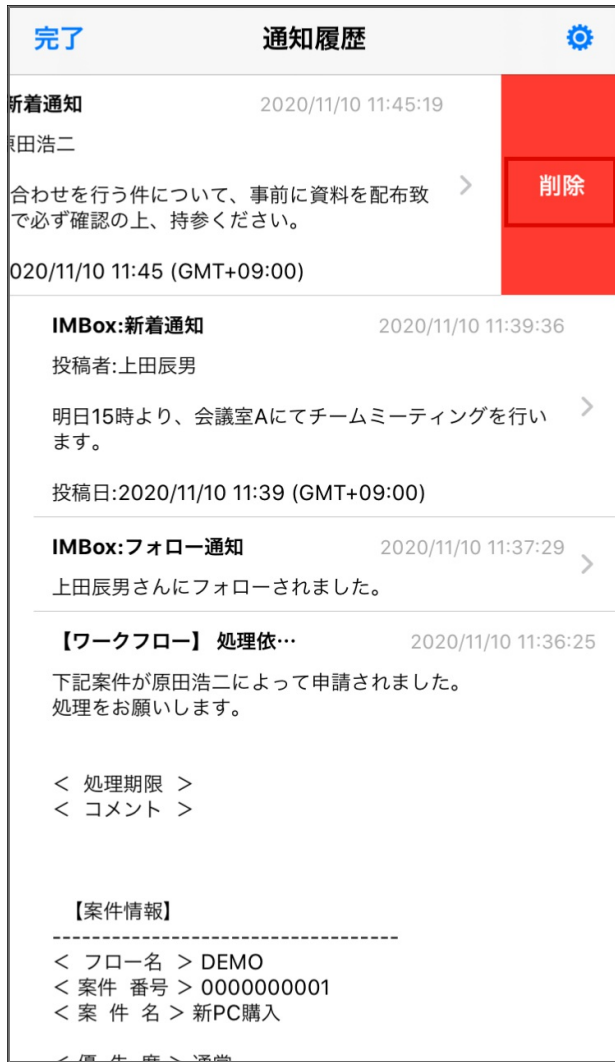 完了 通知履歴
新着通知 2020/11/10 11:45:19
原田浩二
合わせを行う件について、事前に資料を配布致
で必ず確認の上、持参ください。
020/11/10 11:45 (GMT+09:00)
削除
IMBox:新着通知 2020/11/10 11:39:36
投稿者:上田辰男
明日15時より、会議室Aにてチームミーティングを行い
ます。
投稿日:2020/11/10 11:39 (GMT+09:00)
IMBox:フォロー通知 2020/11/10 11:37:29
上田辰男さんにフォローされました。
【ワークフロー】 処理依… 2020/11/10 11:36:25
下記案件が原田浩二によって申請されました。
処理をお願いします。
＜ 処理期限 ＞
＜ コメント ＞
【案件情報】
-----------------------------------
＜ フロー名 ＞ DEMO
＜ 案件 番号 ＞ 0000000001
＜ 案 件 名 ＞ 新PC購入
＜ 優 先 度 ＞ 通常